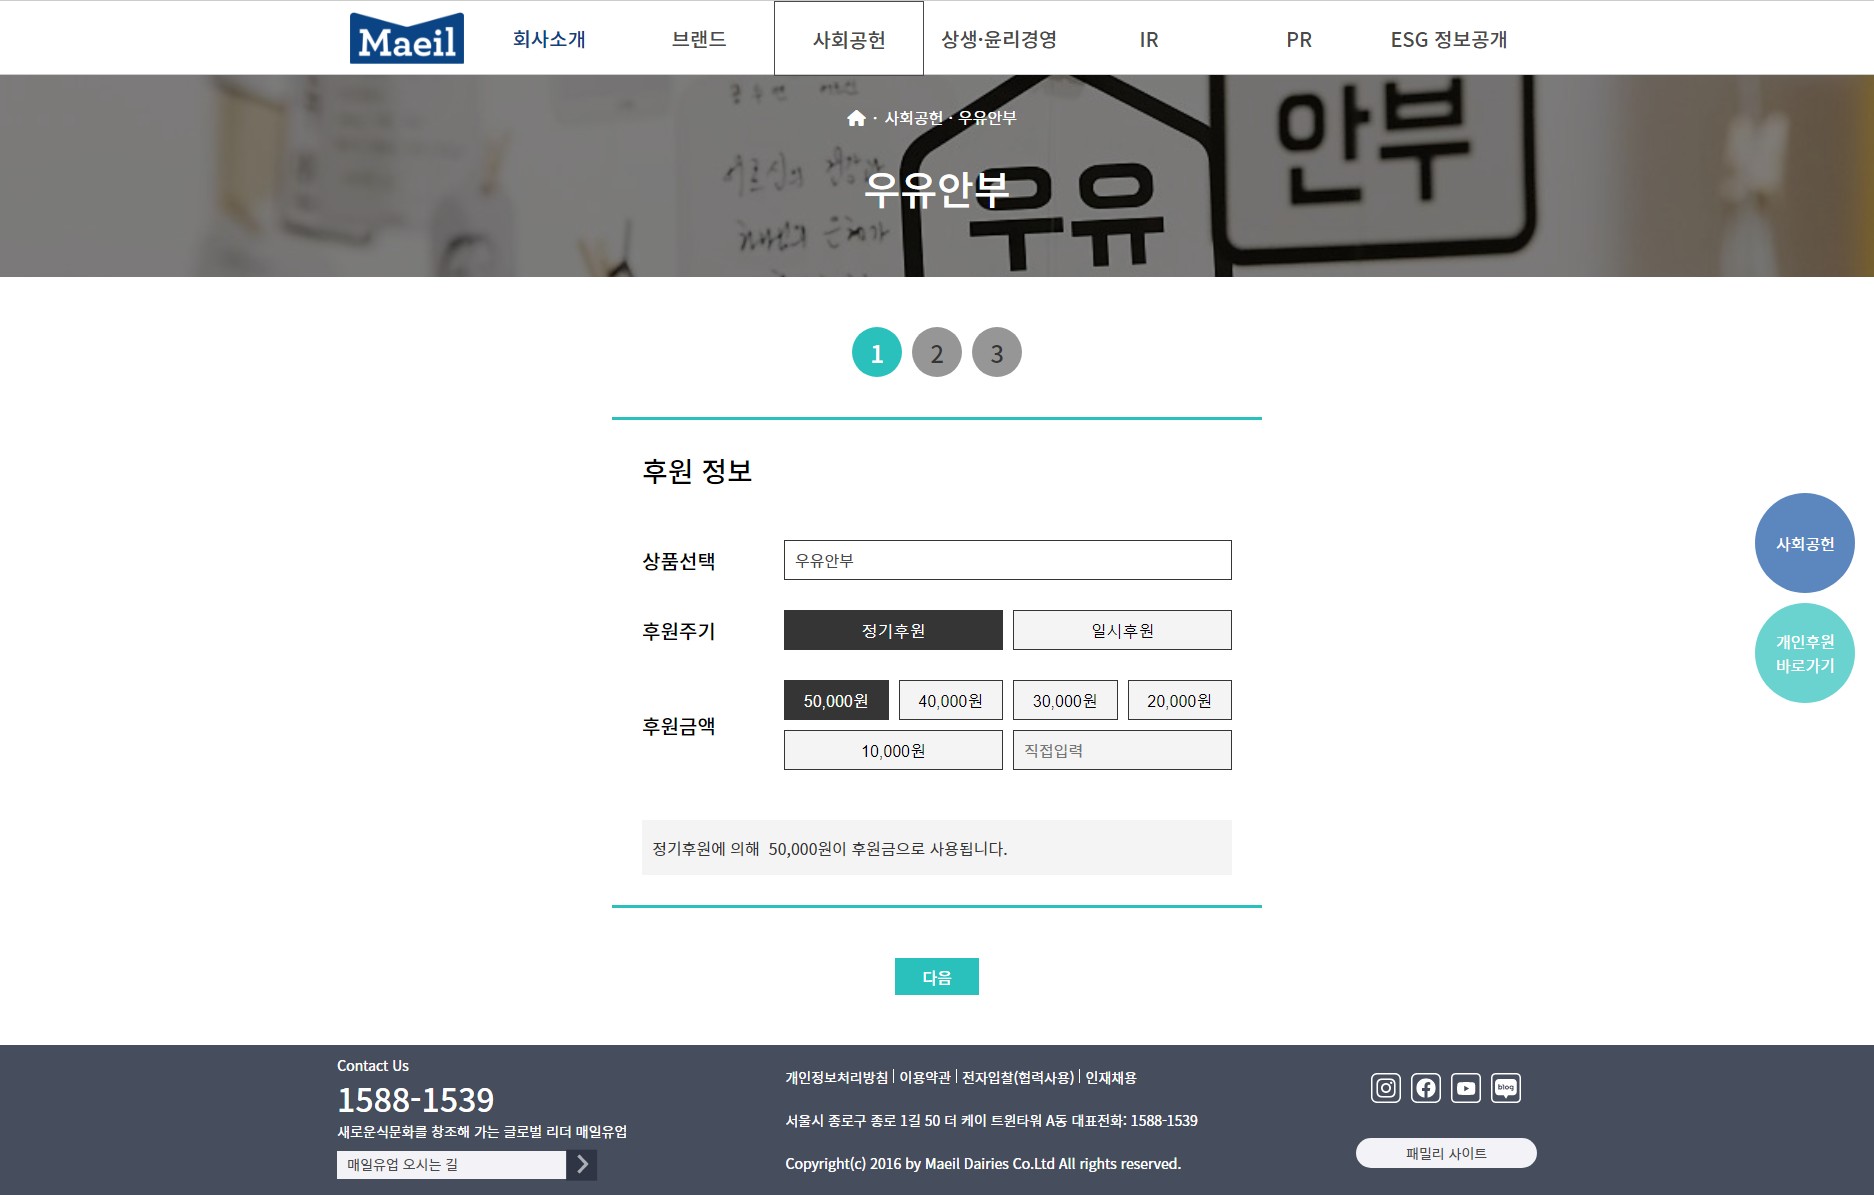 Maeil 회사소개 브랜드 사회공헌 상생·윤리경영 IR PR ESG 정보공개
· 사회공헌 · 우유안부
우유안부
우유
안부
1 2 3
후원 정보
상품선택 우유안부
후원주기 정기후원 일시후원
후원금액 50,000원 40,000원 30,000원 20,000원
10,000원 직접입력
정기후원에 의해 50,000원이 후원금으로 사용됩니다.
다음
사회공헌
개인후원
바로가기
Contact Us
1588-1539
새로운식문화를 창조해 가는 글로벌 리더 매일유업
매일유업 오시는 길
개인정보처리방침 | 이용약관 | 전자입찰(협력사용) | 인재채용
서울시 종로구 종로 1길 50 더 케이 트윈타워 A동 대표전화: 1588-1539
Copyright(c) 2016 by Maeil Dairies Co.Ltd All rights reserved.
blog
패밀리 사이트